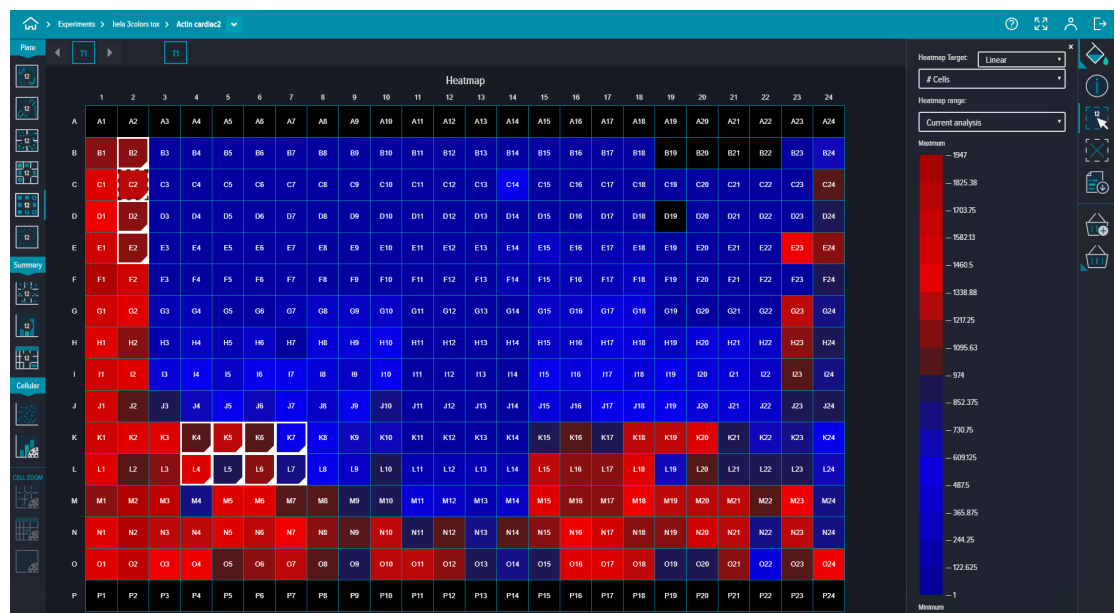 Experiments > hela 3colors tox > Actin cardiac2
Plate
T1 T1
Heatmap Target: Linear
# Cells
Heatmap range:
Current analysis
Heatmap
1 2 3 4 5 6 7 8 9 10 11 12 13 14 15 16 17 18 19 20 21 22 23 24
A A1 A2 A3 A4 A5 A6 A7 A8 A9 A10 A11 A12 A13 A14 A15 A16 A17 A18 A19 A20 A21 A22 A23 A24
B B1 B2 B3 B4 B5 B6 B7 B8 B9 B10 B11 B12 B13 B14 B15 B16 B17 B18 B19 B20 B21 B22 B23 B24
C C1 C2 C3 C4 C5 C6 C7 C8 C9 C10 C11 C12 C13 C14 C15 C16 C17 C18 C19 C20 C21 C22 C23 C24
D D1 D2 D3 D4 D5 D6 D7 D8 D9 D10 D11 D12 D13 D14 D15 D16 D17 D18 D19 D20 D21 D22 D23 D24
E E1 E2 E3 E4 E5 E6 E7 E8 E9 E10 E11 E12 E13 E14 E15 E16 E17 E18 E19 E20 E21 E22 E23 E24
F F1 F2 F3 F4 F5 F6 F7 F8 F9 F10 F11 F12 F13 F14 F15 F16 F17 F18 F19 F20 F21 F22 F23 F24
G G1 G2 G3 G4 G5 G6 G7 G8 G9 G10 G11 G12 G13 G14 G15 G16 G17 G18 G19 G20 G21 G22 G23 G24
H H1 H2 H3 H4 H5 H6 H7 H8 H9 H10 H11 H12 H13 H14 H15 H16 H17 H18 H19 H20 H21 H22 H23 H24
I I1 I2 I3 I4 I5 I6 I7 I8 I9 I10 I11 I12 I13 I14 I15 I16 I17 I18 I19 I20 I21 I22 I23 I24
J J1 J2 J3 J4 J5 J6 J7 J8 J9 J10 J11 J12 J13 J14 J15 J16 J17 J18 J19 J20 J21 J22 J23 J24
K K1 K2 K3 K4 K5 K6 K7 K8 K9 K10 K11 K12 K13 K14 K15 K16 K17 K18 K19 K20 K21 K22 K23 K24
L L1 L2 L3 L4 L5 L6 L7 L8 L9 L10 L11 L12 L13 L14 L15 L16 L17 L18 L19 L20 L21 L22 L23 L24
M M1 M2 M3 M4 M5 M6 M7 M8 M9 M10 M11 M12 M13 M14 M15 M16 M17 M18 M19 M20 M21 M22 M23 M24
N N1 N2 N3 N4 N5 N6 N7 N8 N9 N10 N11 N12 N13 N14 N15 N16 N17 N18 N19 N20 N21 N22 N23 N24
O O1 O2 O3 O4 O5 O6 O7 O8 O9 O10 O11 O12 O13 O14 O15 O16 O17 O18 O19 O20 O21 O22 O23 O24
P P1 P2 P3 P4 P5 P6 P7 P8 P9 P10 P11 P12 P13 P14 P15 P16 P17 P18 P19 P20 P21 P22 P23 P24
12
12
12
12
12
12
Summary
12
12
12
Cellular
CELL ZOOM
Maximum
1947
1825.38
1703.75
1582.13
1460.5
1338.88
1217.25
1095.63
974
852.375
730.75
609.125
487.5
365.875
244.25
122.625
1
Minimum
x
12